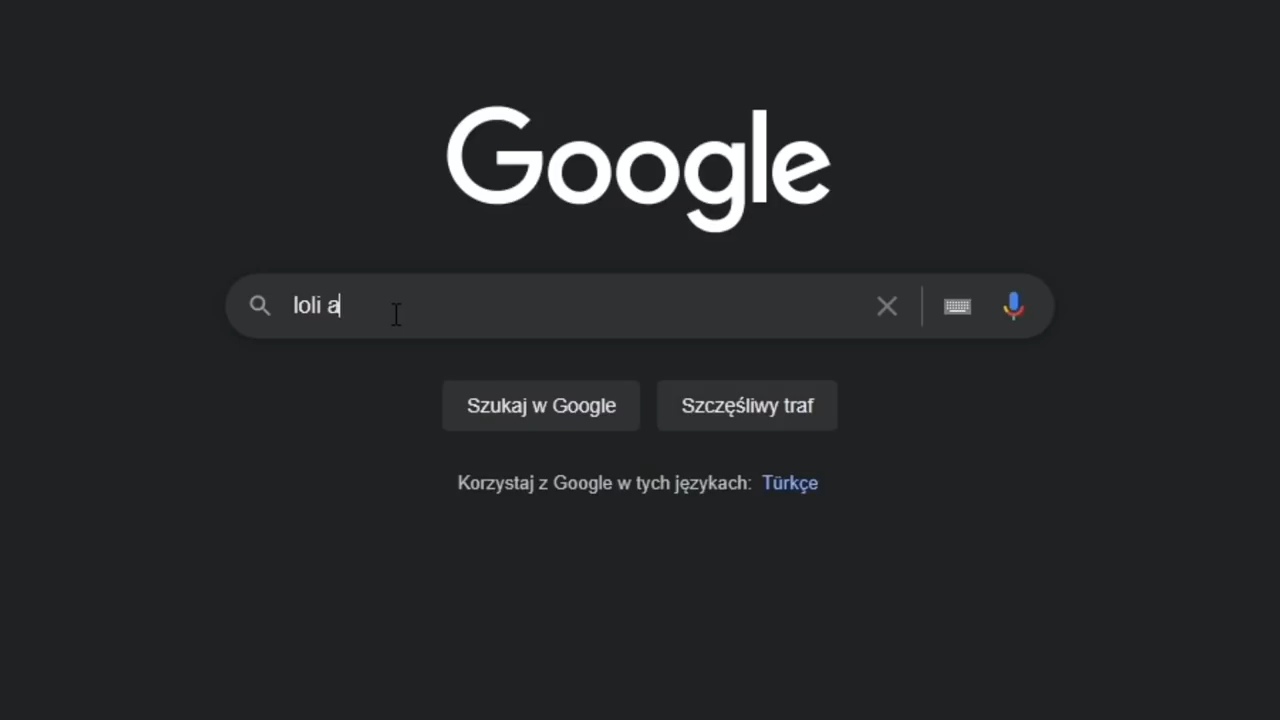 Google
loli a
Szukaj w Google
Szczęśliwy traf
Korzystaj z Google w tych językach: Türkçe